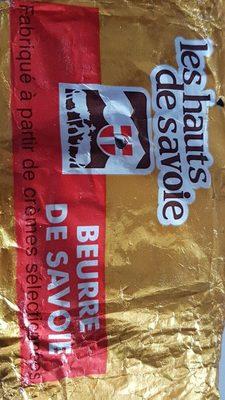 les hauts
de savoie
BEURRE
DE SAVOIE
Fabriqué à partir de crèmes sélectionnées